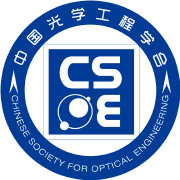 中国光学工程学会
CS
OE
CHINESE SOCIETY FOR OPTICAL ENGINEERING